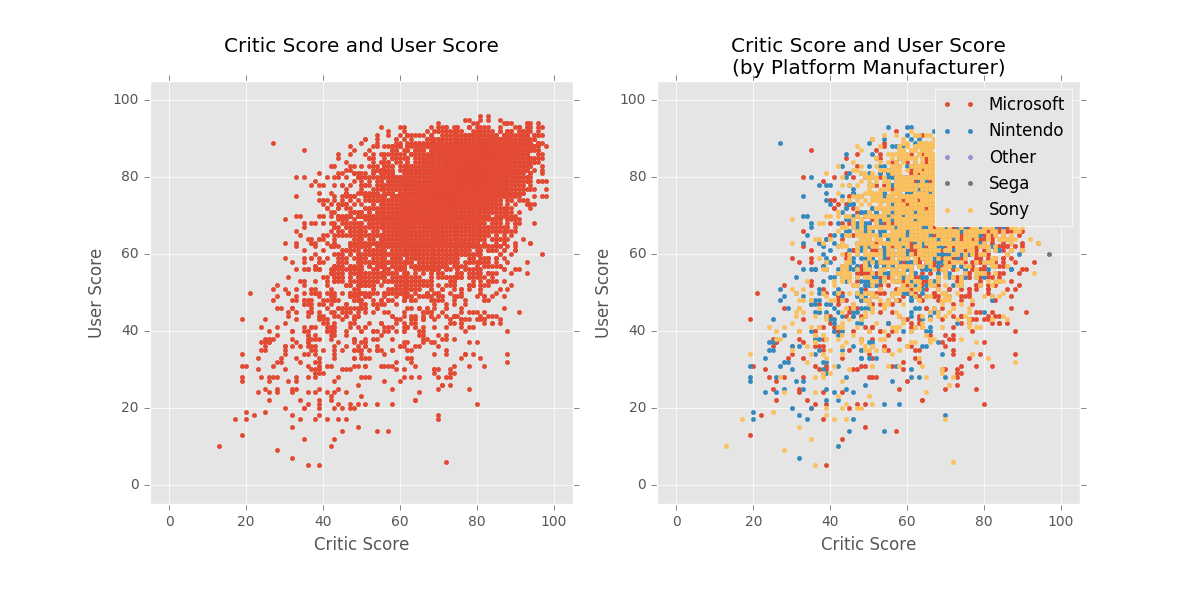 Critic Score and User Score
100
80
60
40
20
0
User Score
0 20 40 60 80 100
Critic Score
Critic Score and User Score
(by Platform Manufacturer)
Microsoft
Nintendo
Other
Sega
Sony
100
80
60
40
20
0
User Score
0 20 40 60 80 100
Critic Score